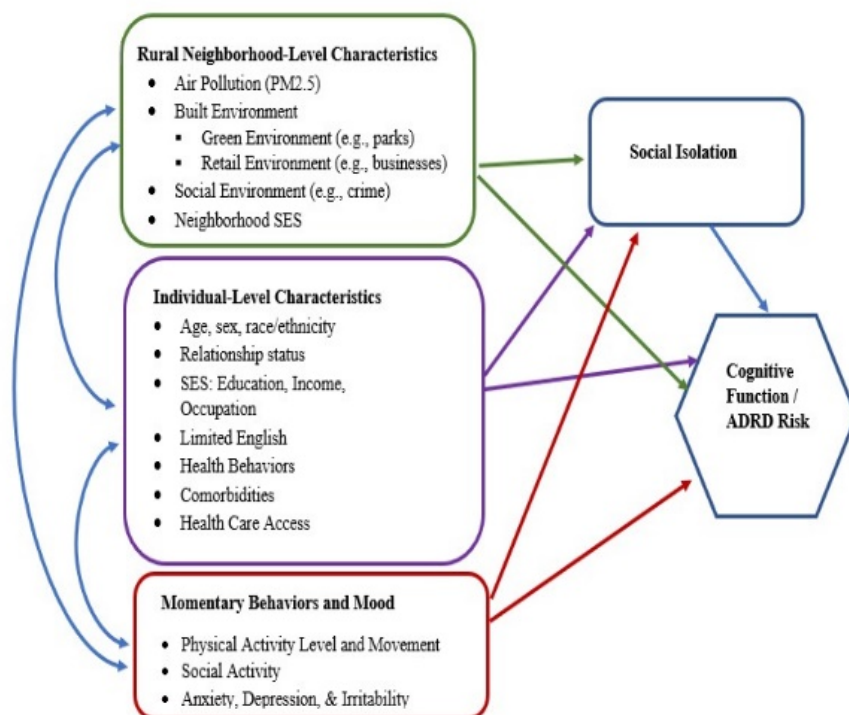 Rural Neighborhood-Level Characteristics
• Air Pollution (PM2.5)
• Built Environment
▪ Green Environment (e.g., parks)
▪ Retail Environment (e.g., businesses)
• Social Environment (e.g., crime)
• Neighborhood SES
Social Isolation
Individual-Level Characteristics
• Age, sex, race/ethnicity
• Relationship status
• SES: Education, Income,
Occupation
• Limited English
• Health Behaviors
• Comorbidities
• Health Care Access
Cognitive
Function /
ADRD Risk
Momentary Behaviors and Mood
• Physical Activity Level and Movement
• Social Activity
• Anxiety, Depression, & Irritability